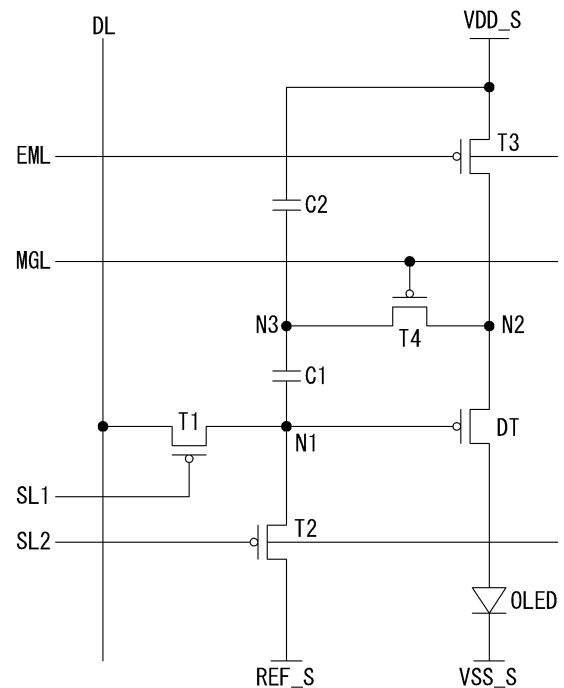 DL
VDD_S
EML
T3
C2
MGL
N3
T4
N2
C1
T1
N1
DT
SL1
SL2
T2
OLED
REF_S
VSS_S